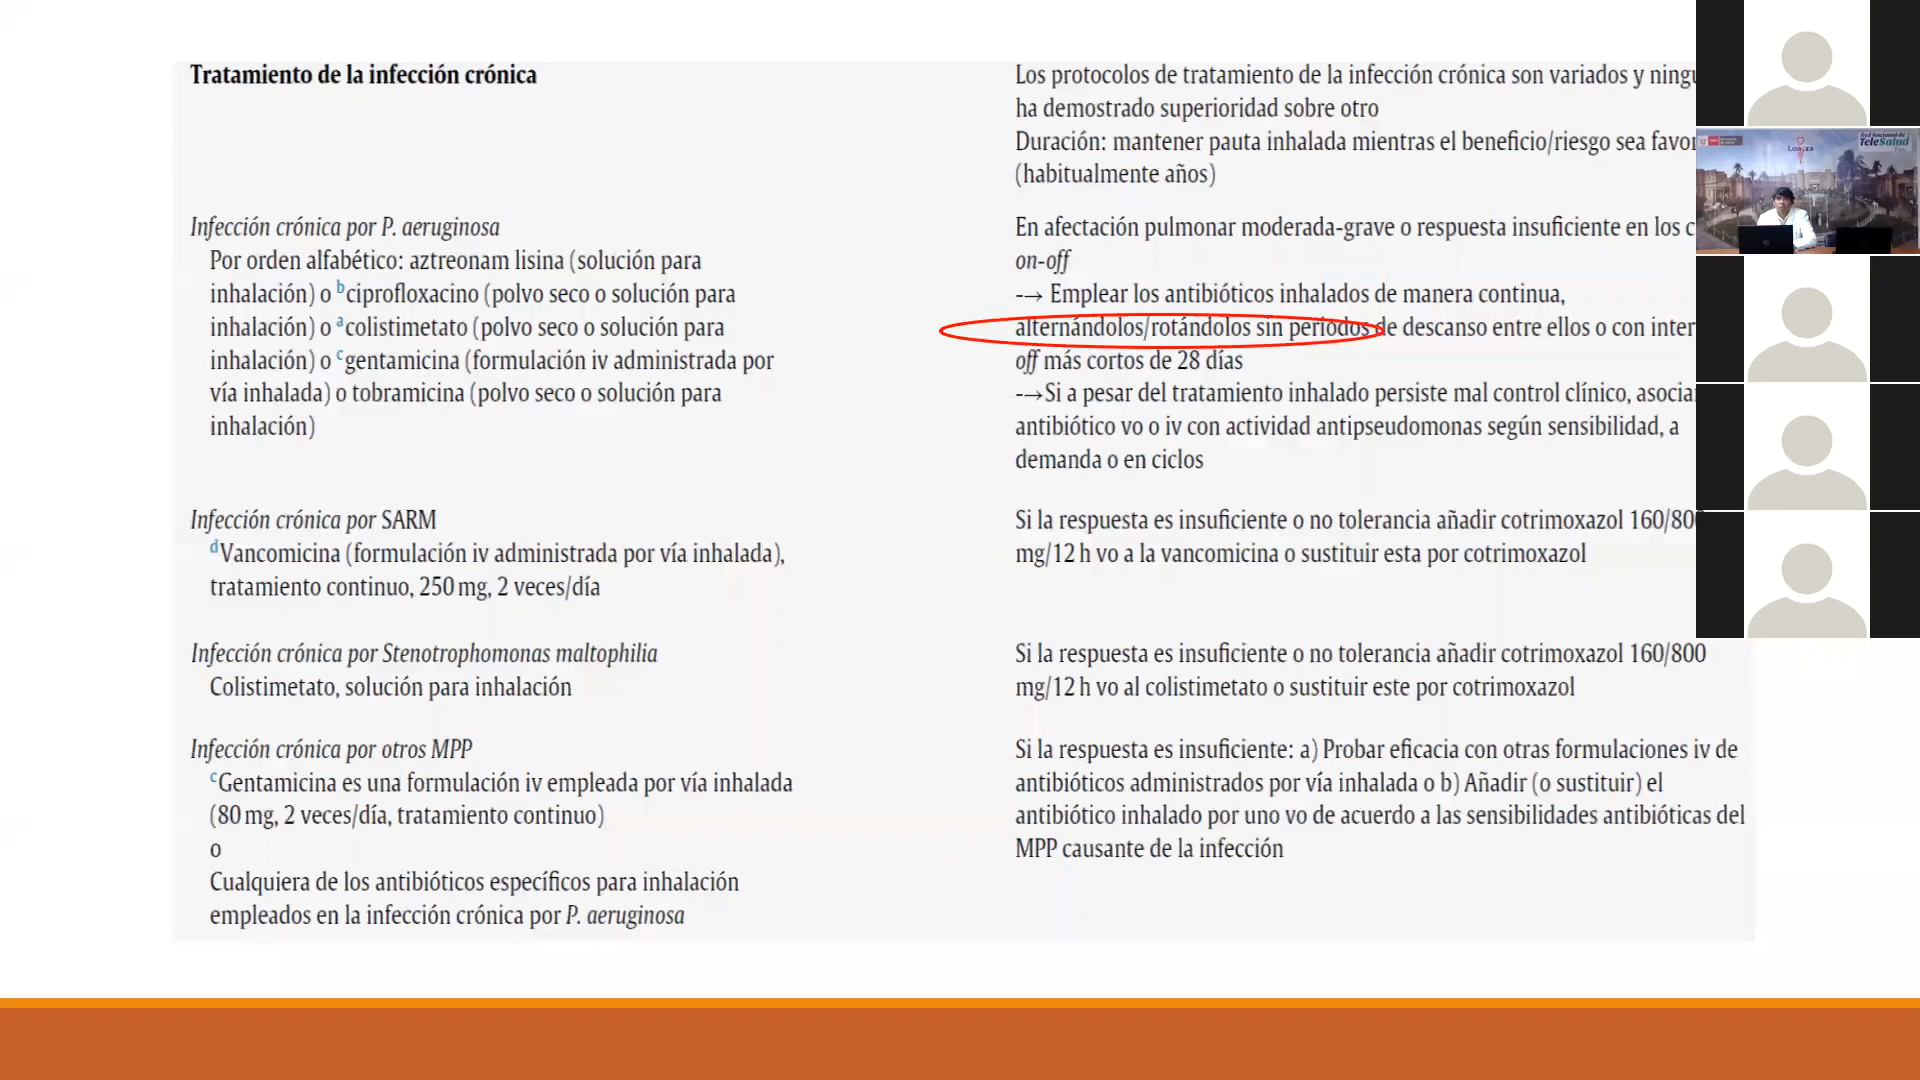 Tratamiento de la infección crónica
Los protocolos de tratamiento de la infección crónica son variados y
ha demostrado superioridad sobre otro
Duración: mantener pauta inhalada mientras el beneficio/riesgo sea
(habitualmente años)
Infección crónica por P. aeruginosa
Por orden alfabético: aztreonam lisina (solución para
inhalación) o bciprofloxacino (polvo seco o solución para
inhalación) o acolistimetato (polvo seco o solución para
inhalación) o cgentamicina (formulación iv administrada por
vía inhalada) o tobramicina (polvo seco o solución para
inhalación)
En afectación pulmonar moderada-grave o respuesta insuficiente en los
on-off
-→ Emplear los antibióticos inhalados de manera continua,
alternándolos/rotándolos sin períodos de descanso entre ellos o con
off más cortos de 28 días
-→Si a pesar del tratamiento inhalado persiste mal control clínico,
antibiótico vo o iv con actividad antipseudomonas según sensibilidad, a
demanda o en ciclos
Infección crónica por SARM
dVancomicina (formulación iv administrada por vía inhalada),
tratamiento continuo, 250 mg, 2 veces/día
Si la respuesta es insuficiente o no tolerancia añadir cotrimoxazol 160/800
mg/12 h vo a la vancomicina o sustituir esta por cotrimoxazol
Infección crónica por Stenotrophomonas maltophilia
Colistimetato, solución para inhalación
Si la respuesta es insuficiente o no tolerancia añadir cotrimoxazol 160/800
mg/12 h vo al colistimetato o sustituir este por cotrimoxazol
Infección crónica por otros MPP
cGentamicina es una formulación iv empleada por vía inhalada
(80 mg, 2 veces/día, tratamiento continuo)
o
Cualquiera de los antibióticos específicos para inhalación
empleados en la infección crónica por P. aeruginosa
Si la respuesta es insuficiente: a) Probar eficacia con otras formulaciones iv de
antibióticos administrados por vía inhalada o b) Añadir (o sustituir) el
antibiótico inhalado por uno vo de acuerdo a las sensibilidades antibióticas del
MPP causante de la infección
Loayza
TeleSalud